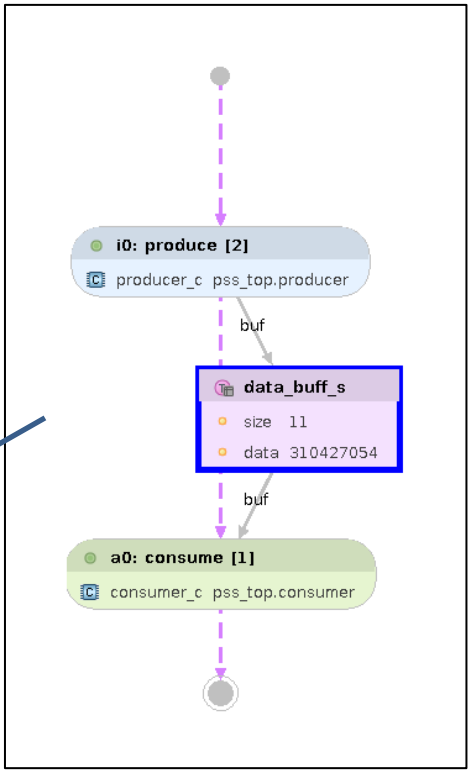 i0: produce [2]
C producer_c pss_top.producer
buf
T data_buff_s
size 11
data 310427054
buf
a0: consume [1]
C consumer_c pss_top.consumer